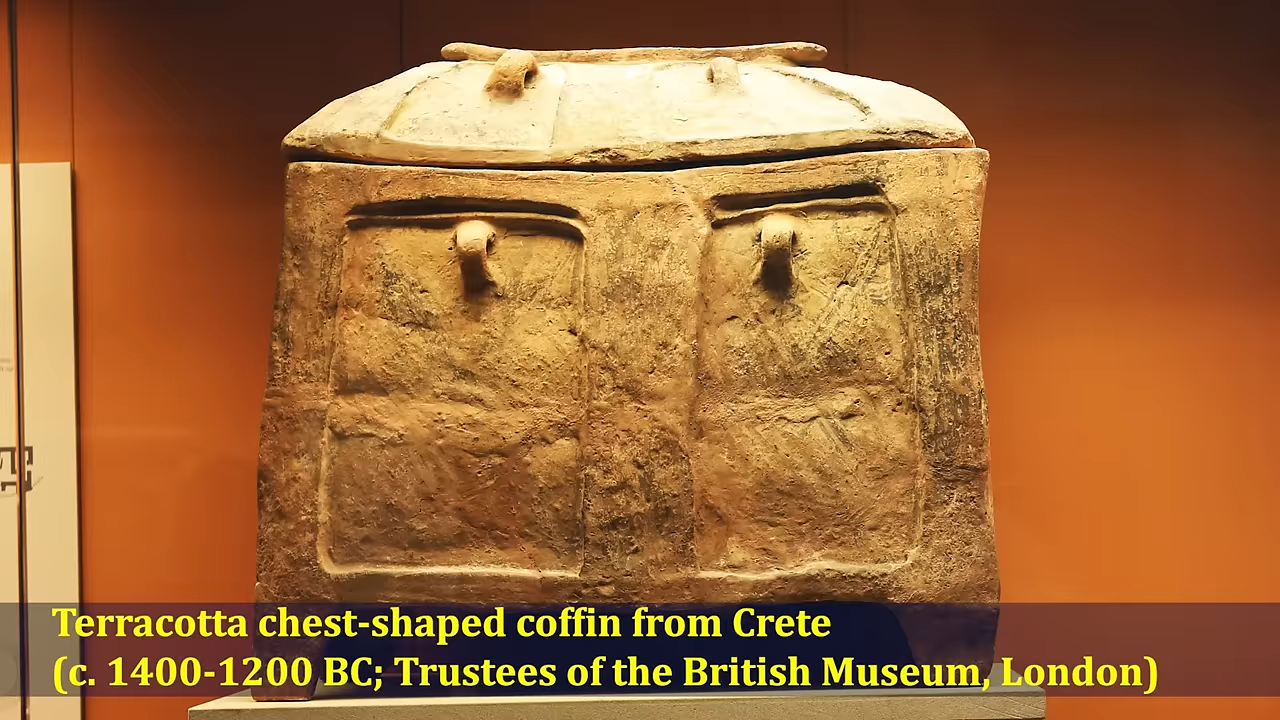 Terracotta chest-shaped coffin from Crete
(c. 1400-1200 BC; Trustees of the British Museum, London)